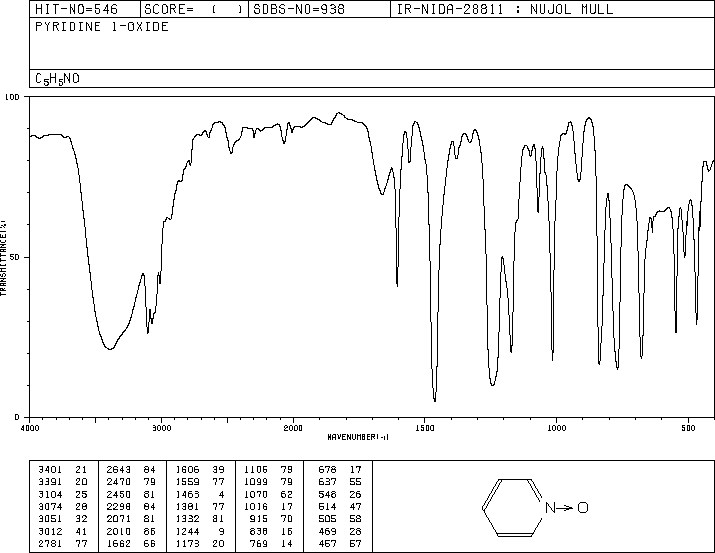 HIT-NO=546 SCORE= ( ) SDBS-NO=938 IR-NIDA-28811 : NUJOL MULL
PYRIDINE 1-OXIDE
C5H5NO
100
50
0
TRANSMITTANCE(%)
4000 3000 2000 1500 1000 500
WAVENUMBER(-1)
3401 21 2643 84 1606 39 1106 79 678 17
3391 20 2470 79 1559 77 1099 79 637 55
3104 25 2450 81 1463 4 1070 62 548 26
3074 28 2298 84 1381 77 1016 17 514 47
3051 32 2071 81 1332 81 915 70 505 58
3012 41 2010 86 1244 9 838 16 469 28
2781 77 1662 66 1173 20 769 14 457 57
N→O